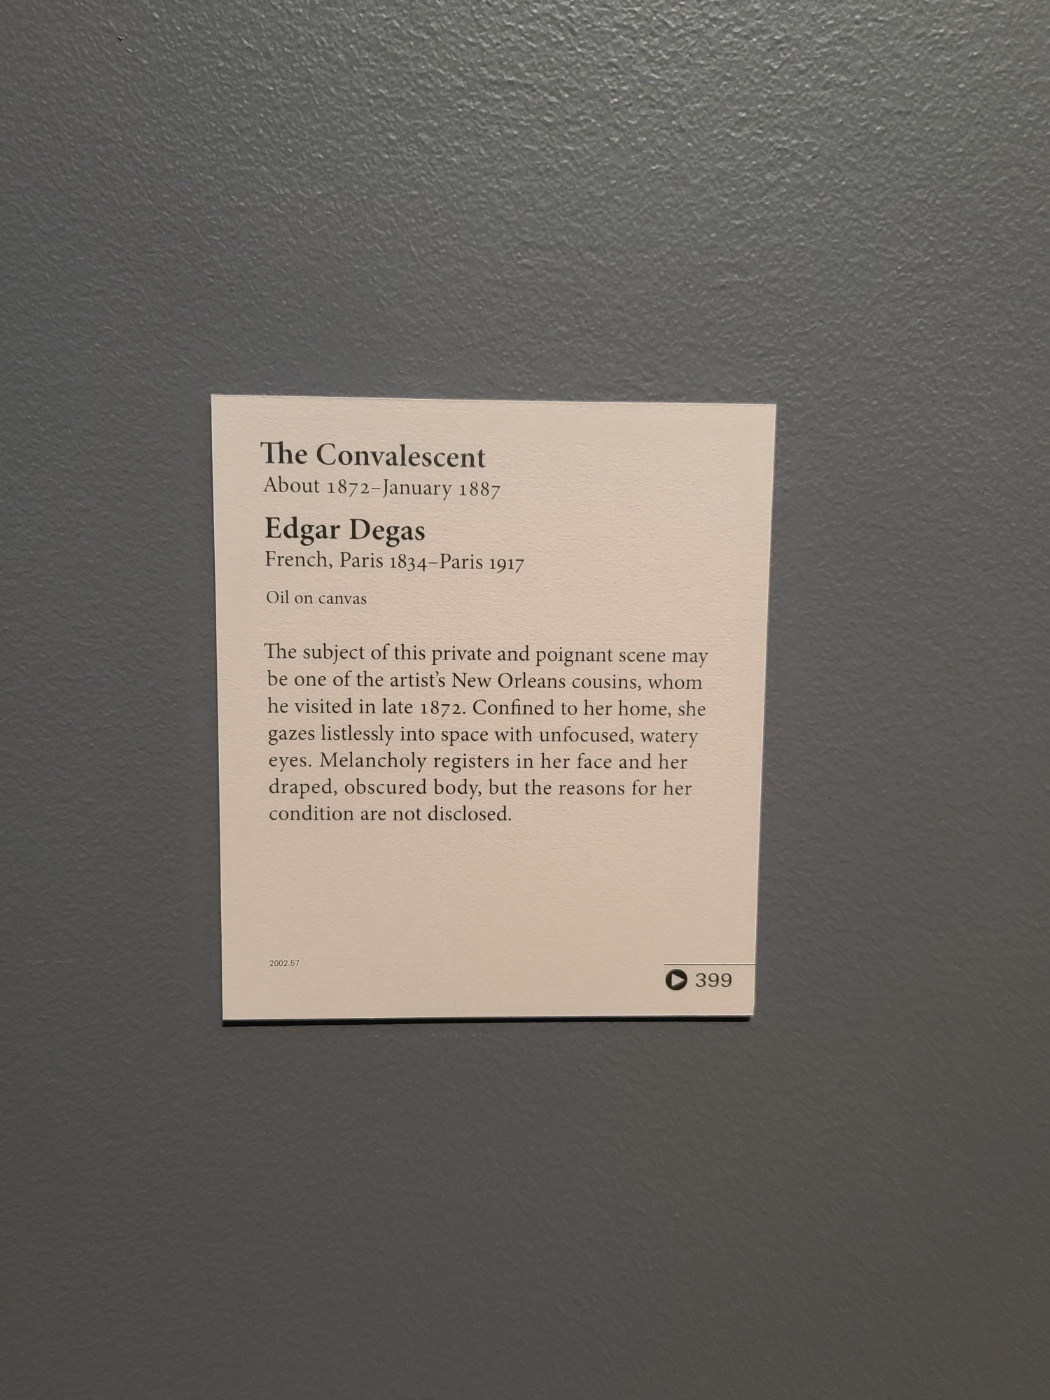 The Convalescent
About 1872–January 1887
Edgar Degas
French, Paris 1834–Paris 1917
Oil on canvas
The subject of this private and poignant scene may
be one of the artist’s New Orleans cousins, whom
he visited in late 1872. Confined to her home, she
gazes listlessly into space with unfocused, watery
eyes. Melancholy registers in her face and her
draped, obscured body, but the reasons for her
condition are not disclosed.
2002.57
399